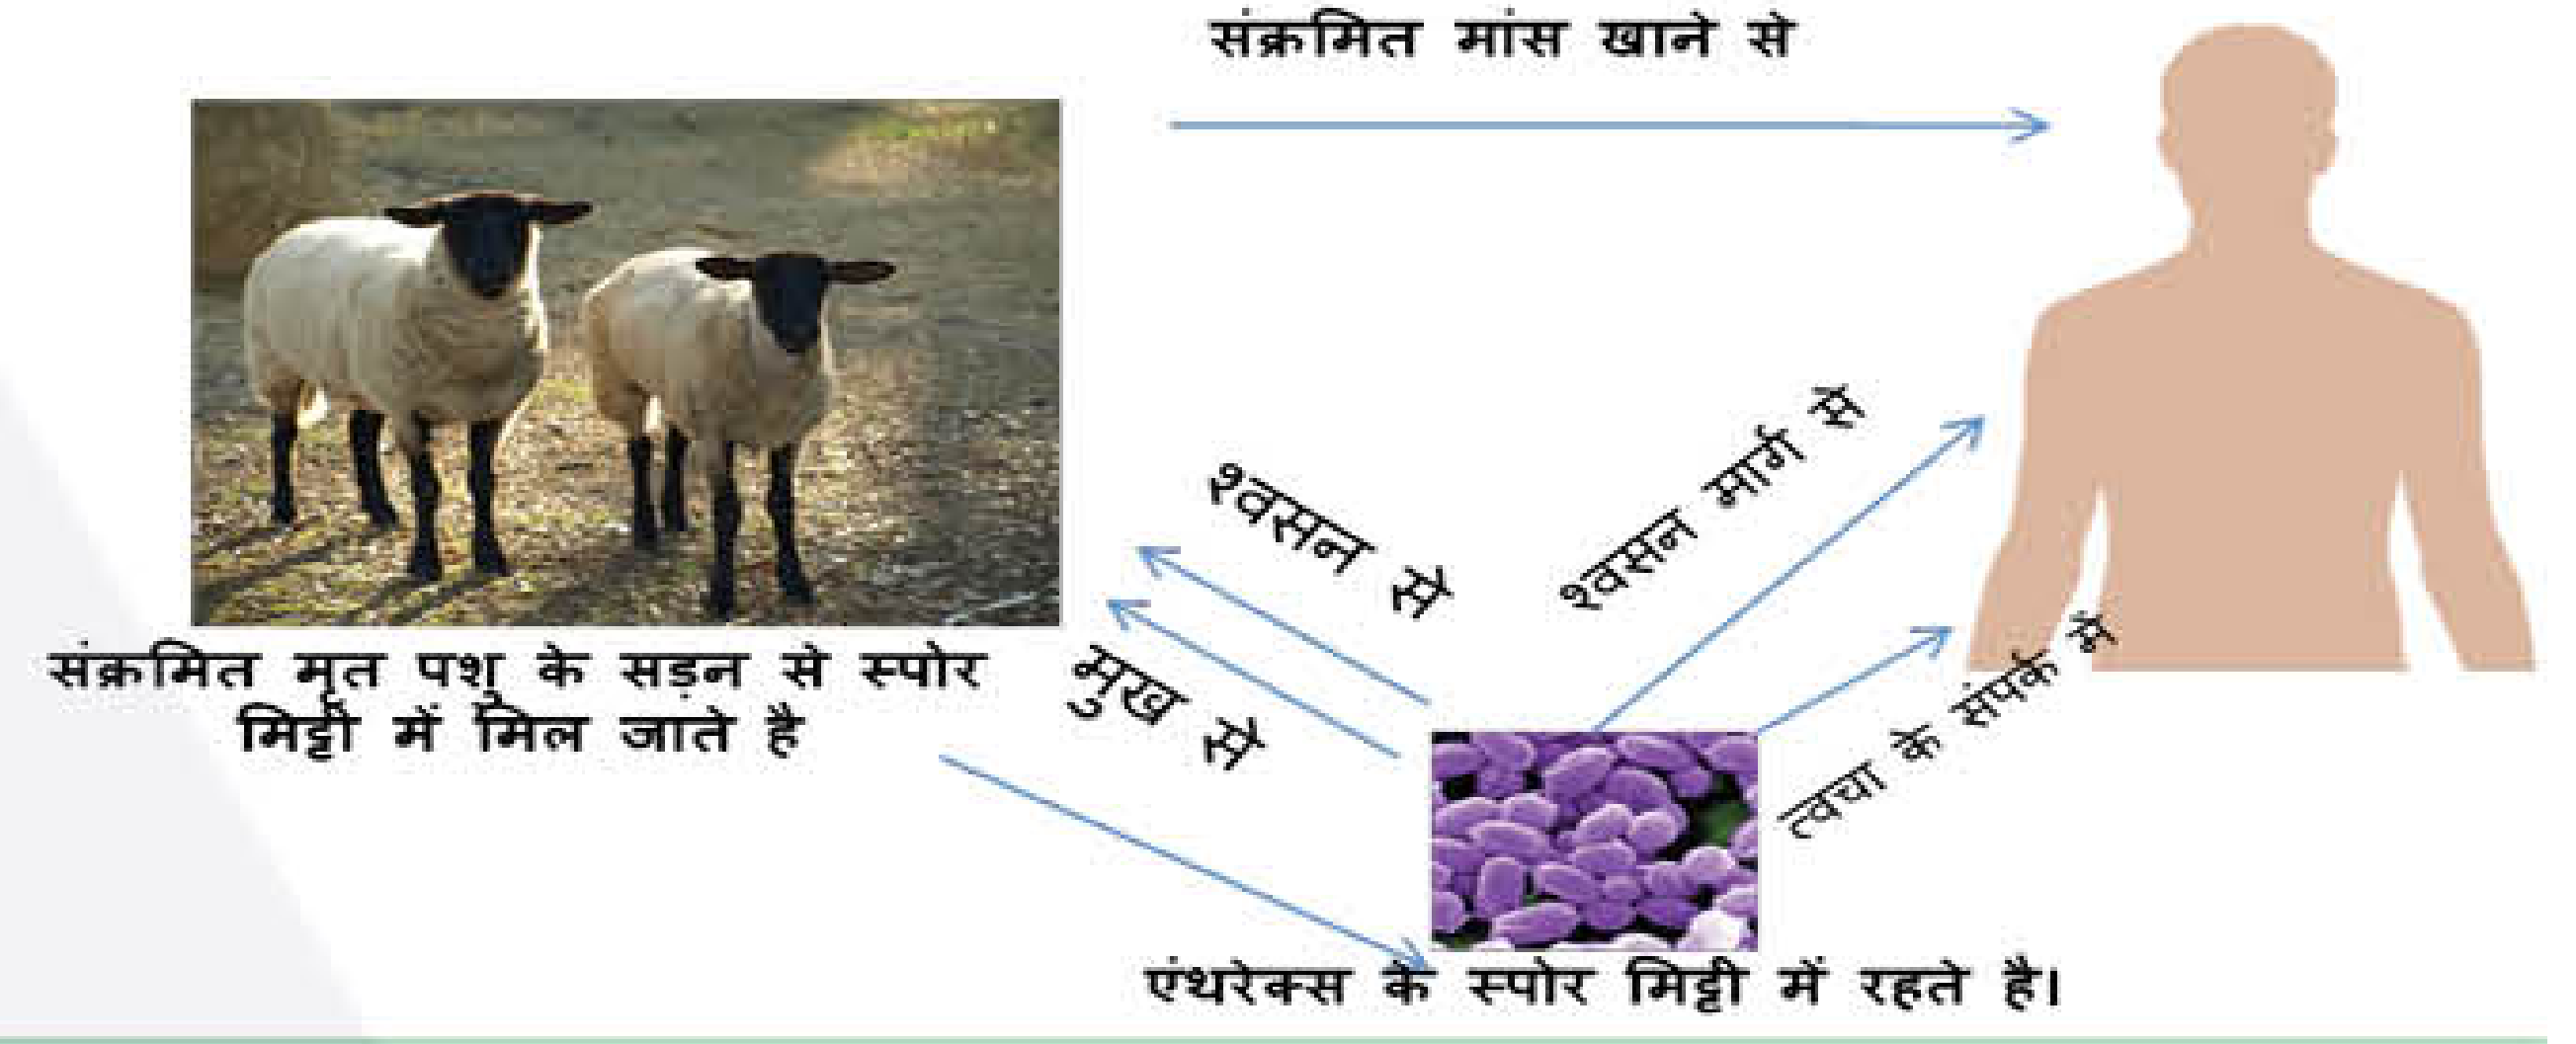 संक्रमित मांस खाने से
श्वसन मार्ग से
श्वसन से
मुख से
त्वचा के संपर्क में
संक्रमित मृत पशु के सड़न से स्पोर
मिट्टी में मिल जाते है
एंथरेक्स के स्पोर मिट्टी में रहते है।